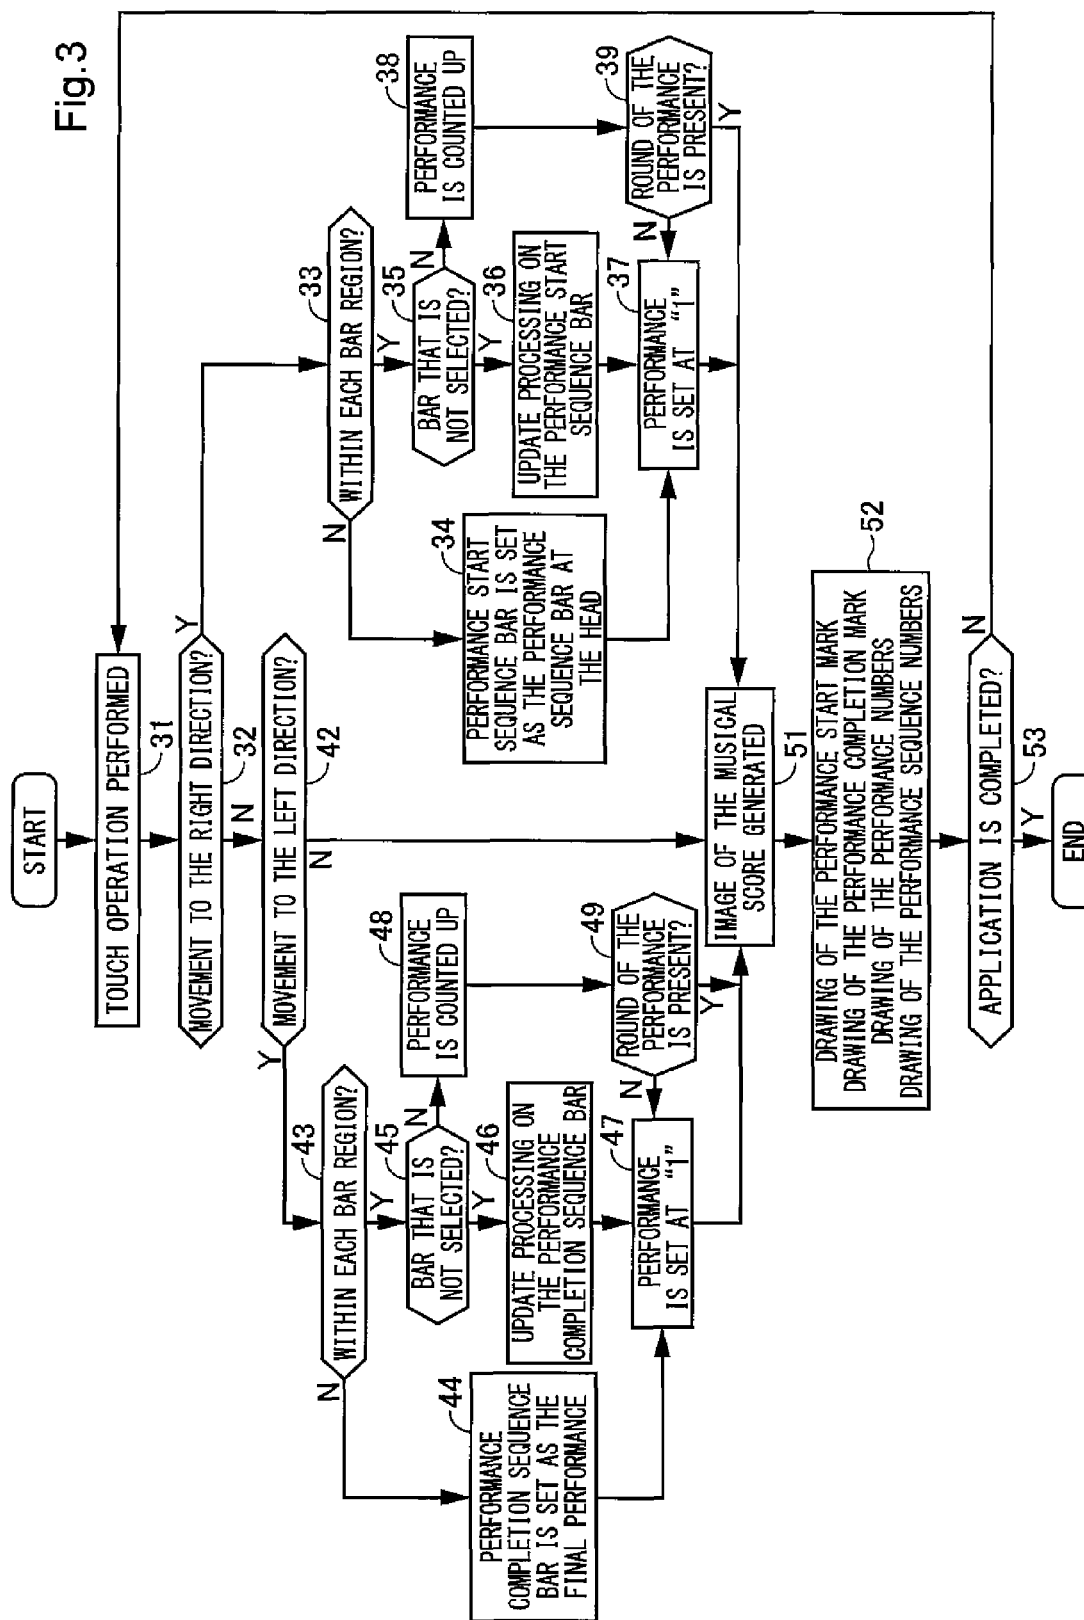 Fig.3
START
TOUCH OPERATION PERFORMED
31
MOVEMENT TO THE RIGHT DIRECTION?
32
Y
N
MOVEMENT TO THE LEFT DIRECTION?
42
Y
N
WITHIN EACH BAR REGION?
43
N
Y
PERFORMANCE
COMPLETION SEQUENCE
BAR IS SET AS THE
FINAL PERFORMANCE
44
BAR THAT IS
NOT SELECTED?
45
N
Y
PERFORMANCE
IS COUNTED UP
48
UPDATE PROCESSING ON
THE PERFORMANCE
COMPLETION SEQUENCE BAR
46
ROUND OF THE
PERFORMANCE
IS PRESENT?
49
N
Y
PERFORMANCE
IS SET AT "1"
47
WITHIN EACH BAR REGION?
33
N
Y
PERFORMANCE START
SEQUENCE BAR IS SET
AS THE PERFORMANCE
SEQUENCE BAR AT
THE HEAD
34
BAR THAT IS
NOT SELECTED?
35
N
Y
PERFORMANCE
IS COUNTED UP
38
UPDATE PROCESSING ON
THE PERFORMANCE START
SEQUENCE BAR
36
ROUND OF THE
PERFORMANCE
IS PRESENT?
39
N
Y
PERFORMANCE
IS SET AT "1"
37
IMAGE OF THE MUSICAL
SCORE GENERATED
51
DRAWING OF THE PERFORMANCE START MARK
DRAWING OF THE PERFORMANCE COMPLETION MARK
DRAWING OF THE PERFORMANCE NUMBERS
DRAWING OF THE PERFORMANCE SEQUENCE NUMBERS
52
APPLICATION IS COMPLETED?
53
N
Y
END